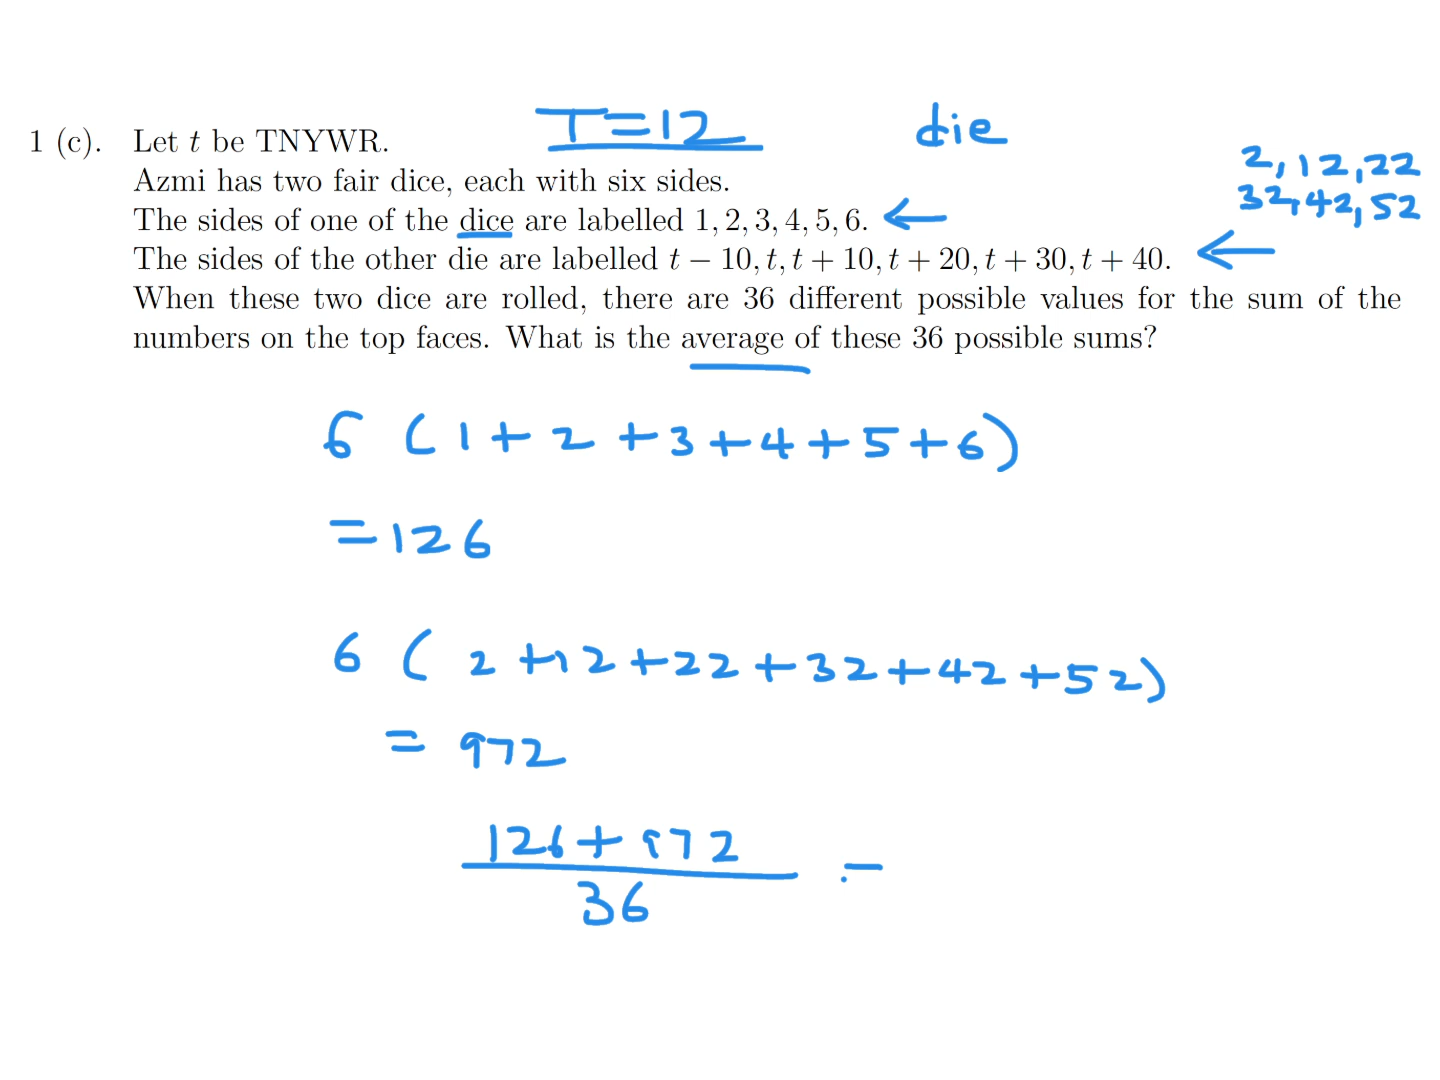 T=12
die
1 (c). Let t be TNYWR.
2,12,22
32,42,52
Azmi has two fair dice, each with six sides.
The sides of one of the dice are labelled 1, 2, 3, 4, 5, 6. ←
The sides of the other die are labelled t − 10, t, t + 10, t + 20, t + 30, t + 40. ←
When these two dice are rolled, there are 36 different possible values for the sum of the
numbers on the top faces. What is the average of these 36 possible sums?
6 (1+2+3+4+5+6)
=126
6 (2+12+22+32+42+52)
= 972
126+972
36
=